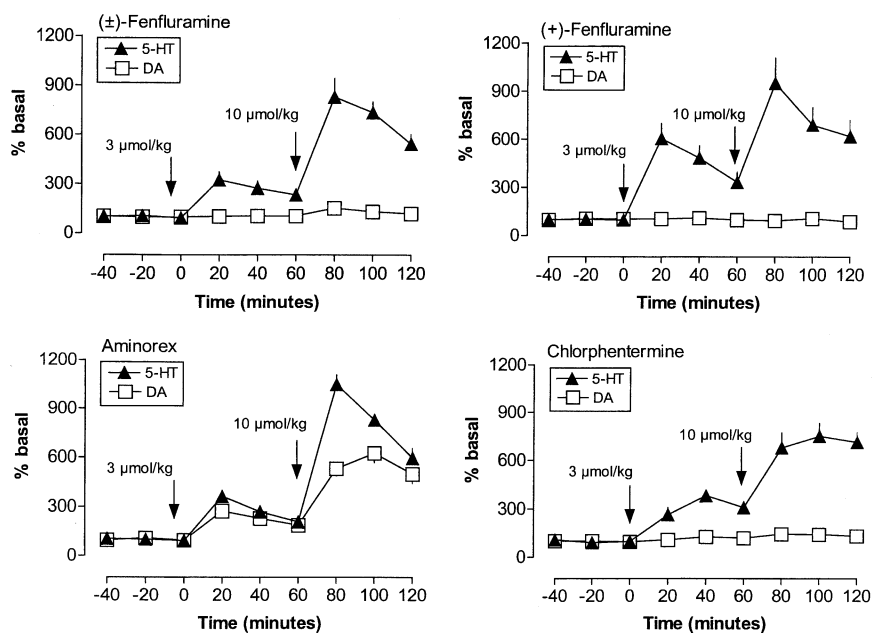 (±)-Fenfluramine
5-HT
DA
1200
900
600
300
0
% basal
3 µmol/kg
10 µmol/kg
-40 -20 0 20 40 60 80 100 120
Time (minutes)
(+)-Fenfluramine
5-HT
DA
1200
900
600
300
0
% basal
3 µmol/kg
10 µmol/kg
-40 -20 0 20 40 60 80 100 120
Time (minutes)
Aminorex
5-HT
DA
1200
900
600
300
0
% basal
3 µmol/kg
10 µmol/kg
-40 -20 0 20 40 60 80 100 120
Time (minutes)
Chlorphentermine
5-HT
DA
1200
900
600
300
0
% basal
3 µmol/kg
10 µmol/kg
-40 -20 0 20 40 60 80 100 120
Time (minutes)